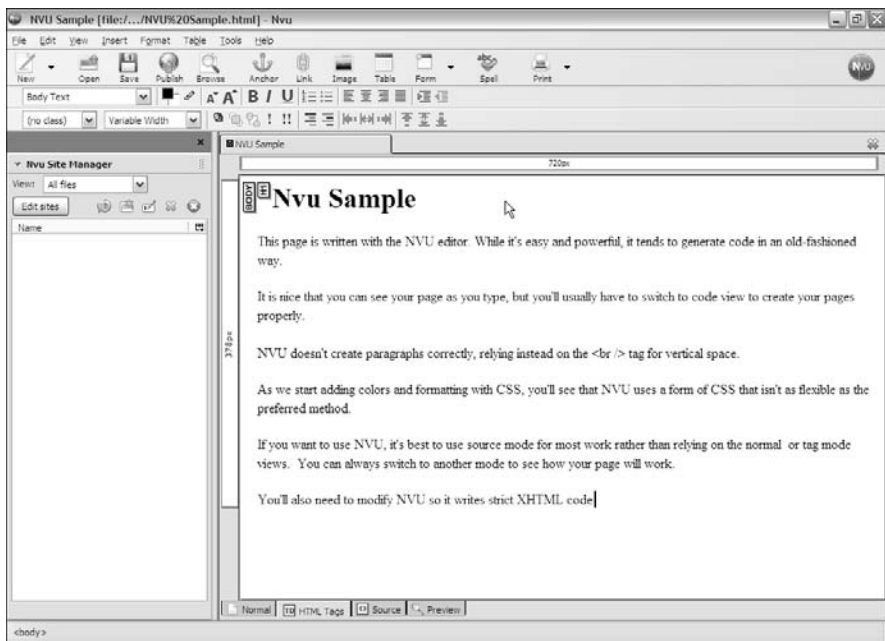 NVU Sample [file:/.../NVU%20Sample.html] - Nvu
File Edit View Insert Format Table Tools Help
New Open Save Publish Browse Anchor Link Image Table Form Spell Print
NVU
Body Text
(no class) Variable Width
NVU Sample
Nvu Site Manager
720px
View: All files
Edit sites
Name
BODY H1 Nvu Sample
This page is written with the NVU editor. While it's easy and powerful, it tends to generate code in an old-fashioned
way.
It is nice that you can see your page as you type, but you'll usually have to switch to code view to create your pages
properly.
378px
NVU doesn't create paragraphs correctly, relying instead on the <br /> tag for vertical space.
As we start adding colors and formatting with CSS, you'll see that NVU uses a form of CSS that isn't as flexible as the
preferred method.
If you want to use NVU, it's best to use source mode for most work rather than relying on the normal or tag mode
views. You can always switch to another mode to see how your page will work.
You'll also need to modify NVU so it writes strict XHTML code
Normal TD HTML Tags Source Preview
<body>